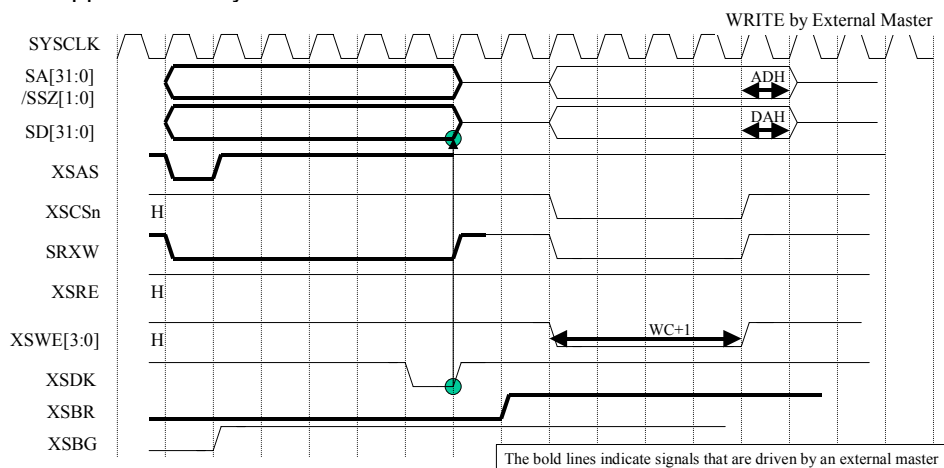 WRITE by External Master
SYSCLK
SA[31:0]
/SSZ[1:0]
ADH
SD[31:0]
DAH
XSAS
XSCSn
H
SRXW
XSRE
H
XSWE[3:0]
H
WC+1
XSDK
XSBR
XSBG
The bold lines indicate signals that are driven by an external master